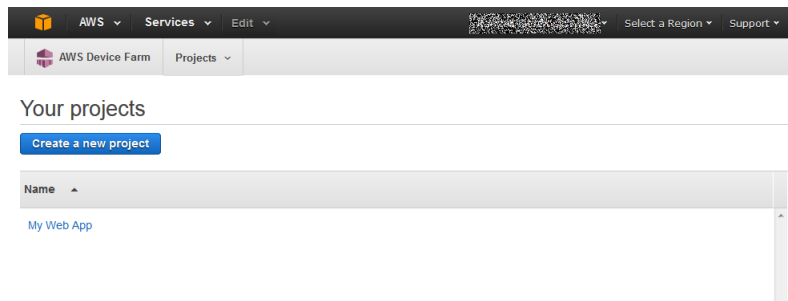 AWS Services Edit Select a Region Support
AWS Device Farm Projects
Your projects
Create a new project
Name
My Web App